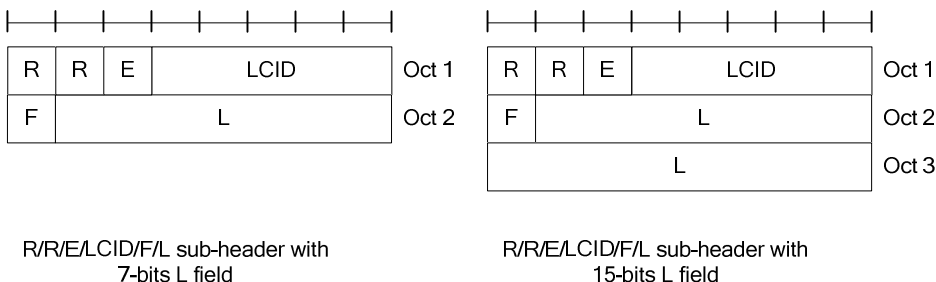 R R E LCID Oct 1
F L Oct 2
R/R/E/LCID/F/L sub-header with
7-bits L field
R R E LCID Oct 1
F L Oct 2
L Oct 3
R/R/E/LCID/F/L sub-header with
15-bits L field